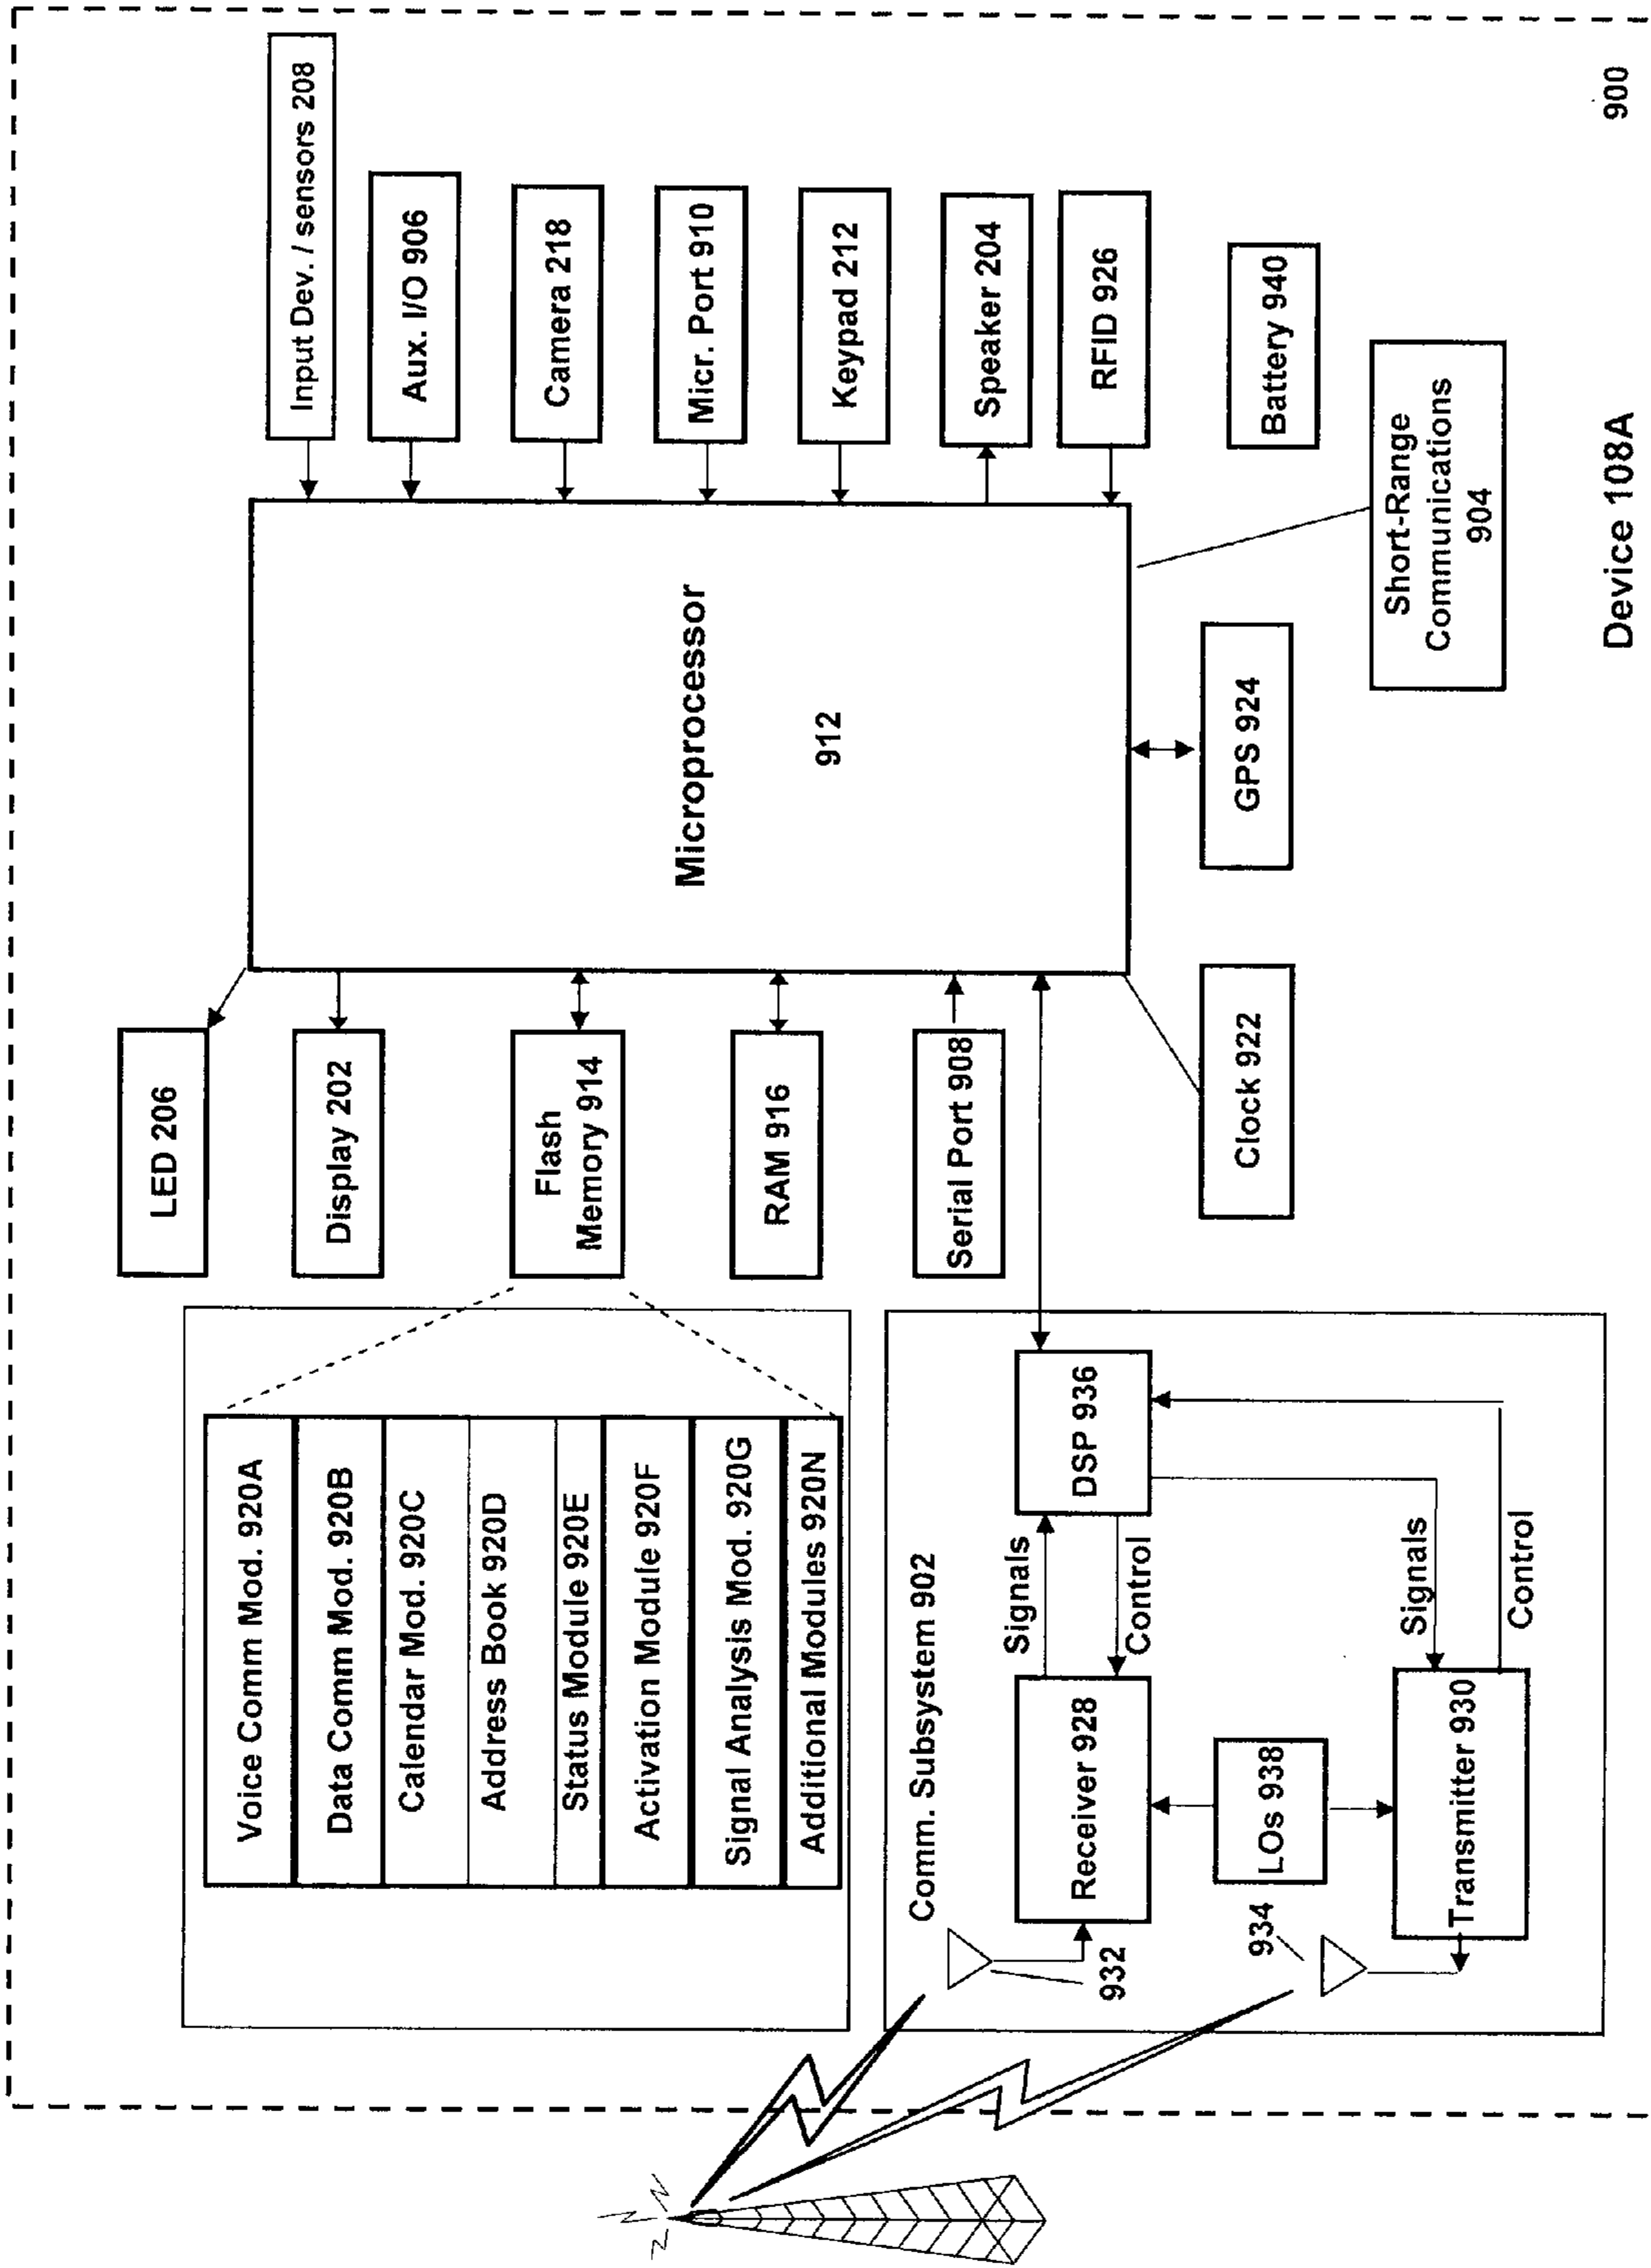 LED 206
Display 202
Flash
Memory 914
RAM 916
Serial Port 908
Voice Comm Mod. 920A
Data Comm Mod. 920B
Calendar Mod. 920C
Address Book 920D
Status Module 920E
Activation Module 920F
Signal Analysis Mod. 920G
Additional Modules 920N
Microprocessor
912
Input Dev. / sensors 208
Aux. I/O 906
Camera 218
Micr. Port 910
Keypad 212
Speaker 204
RFID 926
Battery 940
Comm. Subsystem 902
932
Receiver 928
Signals
Control
DSP 936
934
LOs 938
Transmitter 930
Signals
Control
Clock 922
GPS 924
Short-Range
Communications
904
Device 108A
900